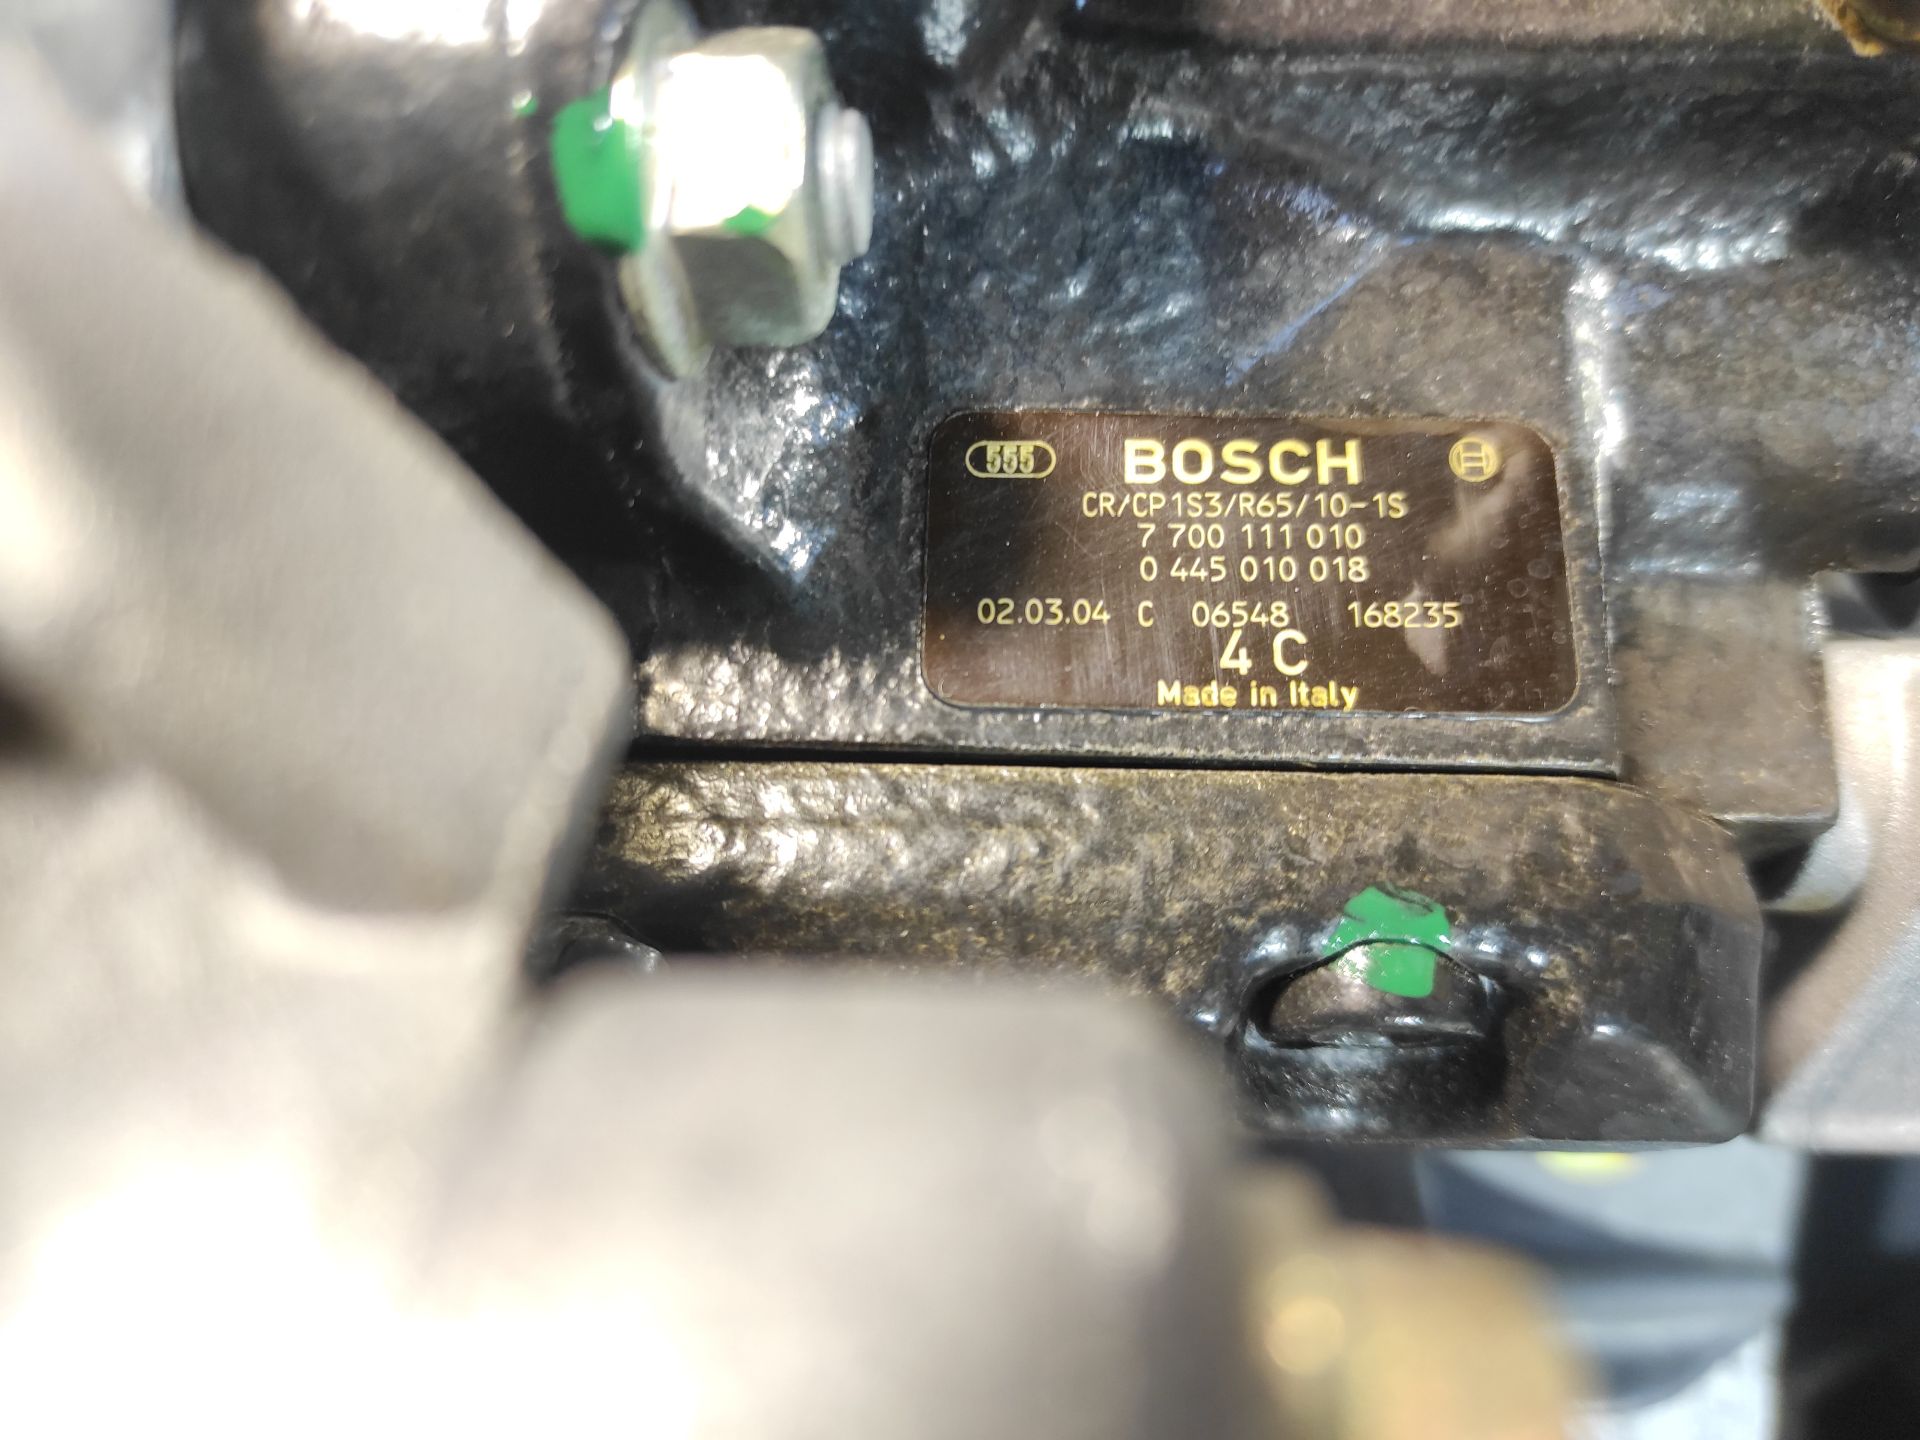 555 BOSCH
CR/CP1S3/R65/10-1S
7 700 111 010
0 445 010 018
02.03.04 C 06548 168235
4 C
Made in Italy